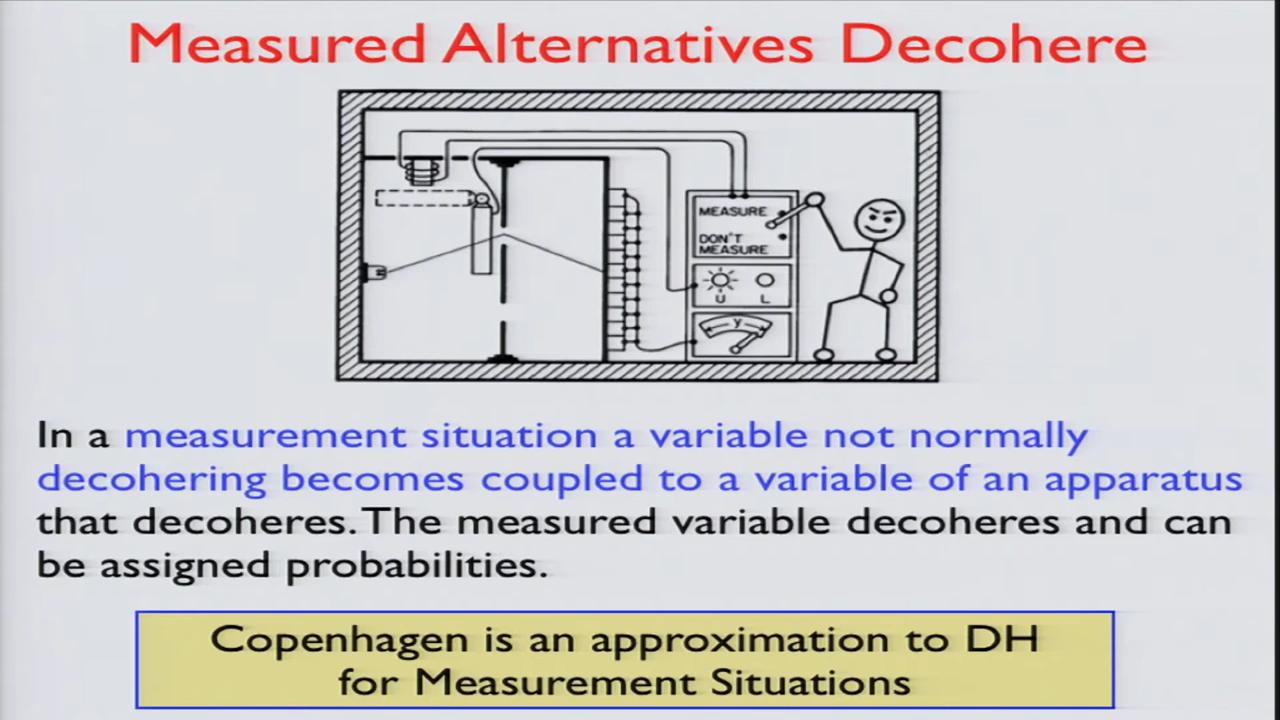 Measured Alternatives Decohere
MEASURE
DON'T
MEASURE
U L
y
In a measurement situation a variable not normally
decohering becomes coupled to a variable of an apparatus
that decoheres. The measured variable decoheres and can
be assigned probabilities.
Copenhagen is an approximation to DH
for Measurement Situations